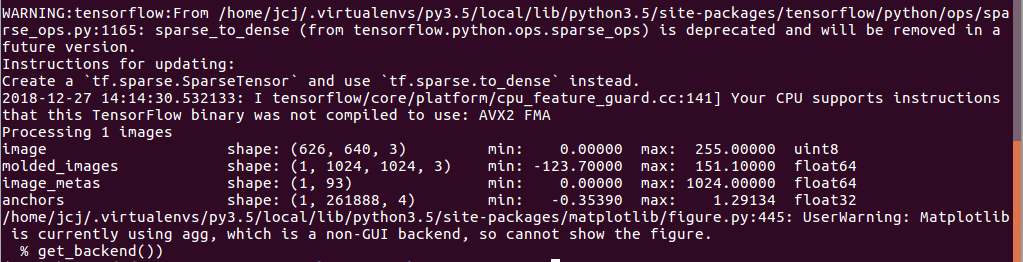 WARNING:tensorflow:From /home/jcj/.virtualenvs/py3.5/local/lib/python3.5/site-packages/tensorflow/python/ops/spa
rse_ops.py:1165: sparse_to_dense (from tensorflow.python.ops.sparse_ops) is deprecated and will be removed in a
future version.
Instructions for updating:
Create a `tf.sparse.SparseTensor` and use `tf.sparse.to_dense` instead.
2018-12-27 14:14:30.532133: I tensorflow/core/platform/cpu_feature_guard.cc:141] Your CPU supports instructions
that this TensorFlow binary was not compiled to use: AVX2 FMA
Processing 1 images
image                    shape: (626, 640, 3)         min:    0.00000  max:  255.00000  uint8
molded_images            shape: (1, 1024, 1024, 3)    min: -123.70000  max:  151.10000  float64
image_metas              shape: (1, 93)               min:    0.00000  max: 1024.00000  float64
anchors                  shape: (1, 261888, 4)        min:   -0.35390  max:    1.29134  float32
/home/jcj/.virtualenvs/py3.5/local/lib/python3.5/site-packages/matplotlib/figure.py:445: UserWarning: Matplotlib
 is currently using agg, which is a non-GUI backend, so cannot show the figure.
  % get_backend())